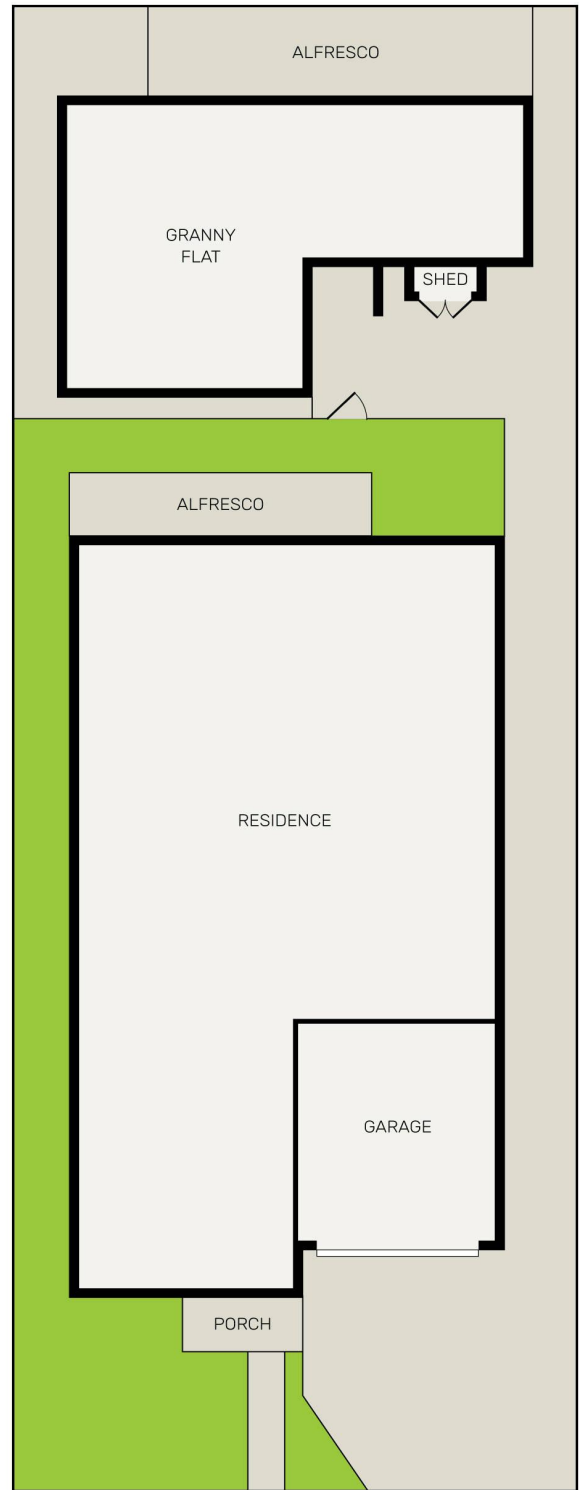 ALFRESCO
GRANNY
FLAT
SHED
ALFRESCO
RESIDENCE
GARAGE
PORCH